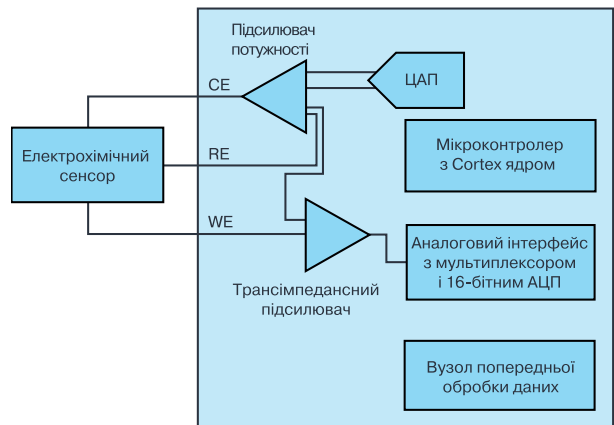 Підсилювач
потужності
ЦАП
CE
Мікроконтролер
з Cortex ядром
Електрохімічний
сенсор
RE
WE
Аналоговий інтерфейс
з мультиплексором
і 16-бітним АЦП
Трансімпедансний
підсилювач
Вузол попередньої
обробки даних